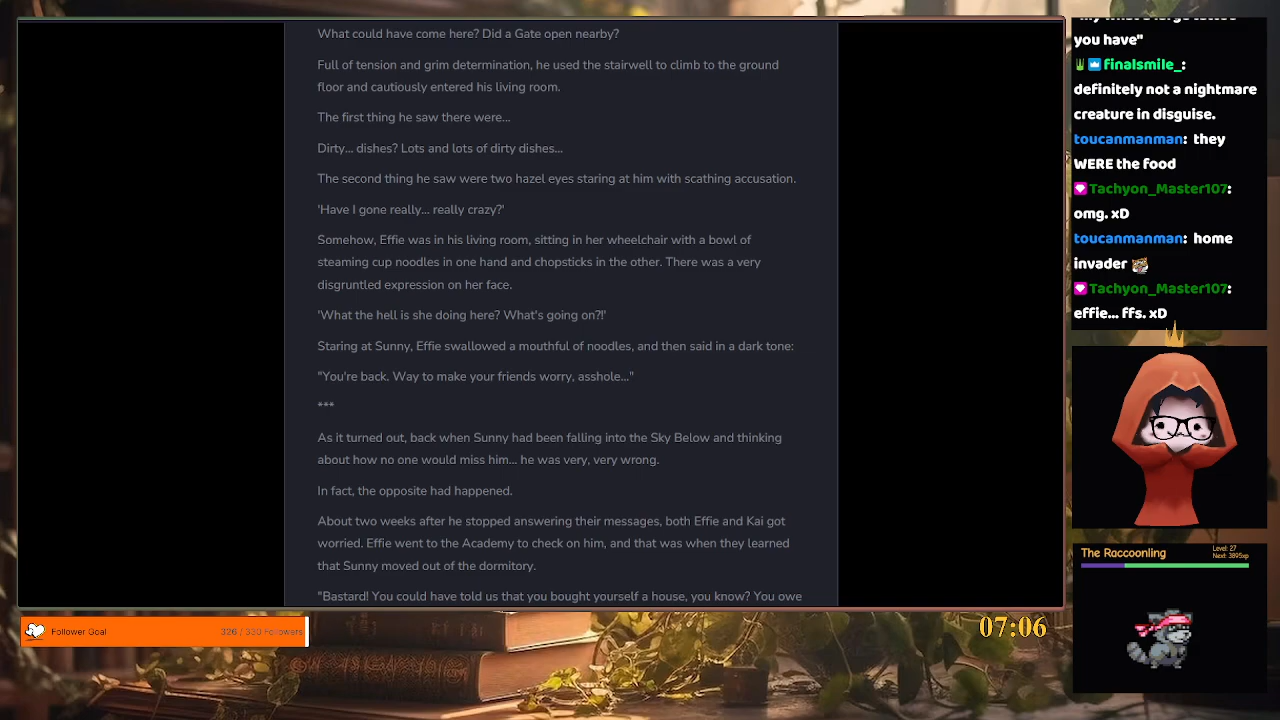 What could have come here? Did a Gate open nearby?
Full of tension and grim determination, he used the stairwell to climb to the ground
floor and cautiously entered his living room.
The first thing he saw there were...
Dirty... dishes? Lots and lots of dirty dishes...
The second thing he saw were two hazel eyes staring at him with scathing accusation.
'Have I gone really... really crazy?'
Somehow, Effie was in his living room, sitting in her wheelchair with a bowl of
steaming cup noodles in one hand and chopsticks in the other. There was a very
disgruntled expression on her face.
'What the hell is she doing here? What's going on?!'
Staring at Sunny, Effie swallowed a mouthful of noodles, and then said in a dark tone:
"You're back. Way to make your friends worry, asshole..."
***
As it turned out, back when Sunny had been falling into the Sky Below and thinking
about how no one would miss him... he was very, very wrong.
In fact, the opposite had happened.
About two weeks after he stopped answering their messages, both Effie and Kai got
worried. Effie went to the Academy to check on him, and that was when they learned
that Sunny moved out of the dormitory.
"Bastard! You could have told us that you bought yourself a house, you know? You owe
you have"
finalsmile_:
definitely not a nightmare
creature in disguise.
toucanmanman: they
WERE the food
Tachyon_Master107:
omg. xD
toucanmanman: home
invader
Tachyon_Master107:
effie... ffs. xD
The Raccoonling
Level: 27
Next: 3895xp
Follower Goal
326 / 330 Followers
07:06